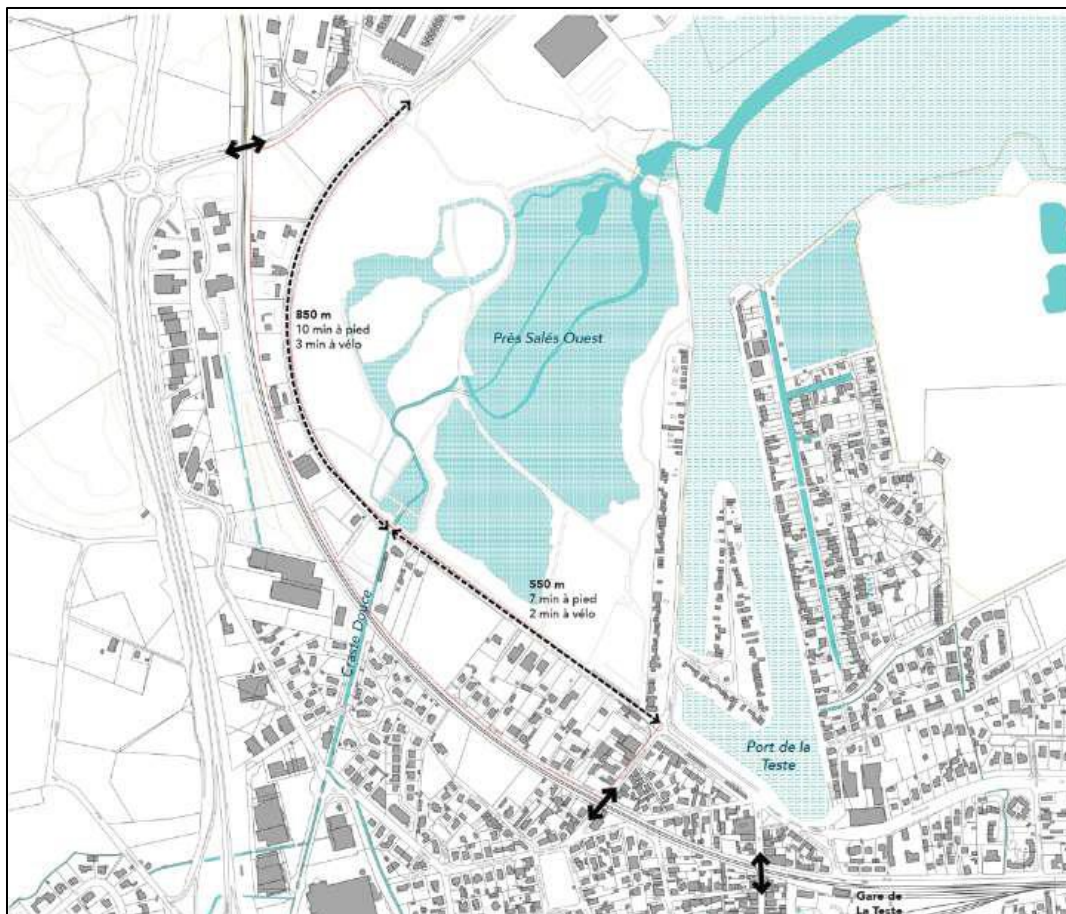 850 m
10 min à pied
3 min à vélo
Près Salés Ouest
550 m
7 min à pied
2 min à vélo
Craste Douce
Port de la
Teste
Gare de
La Teste